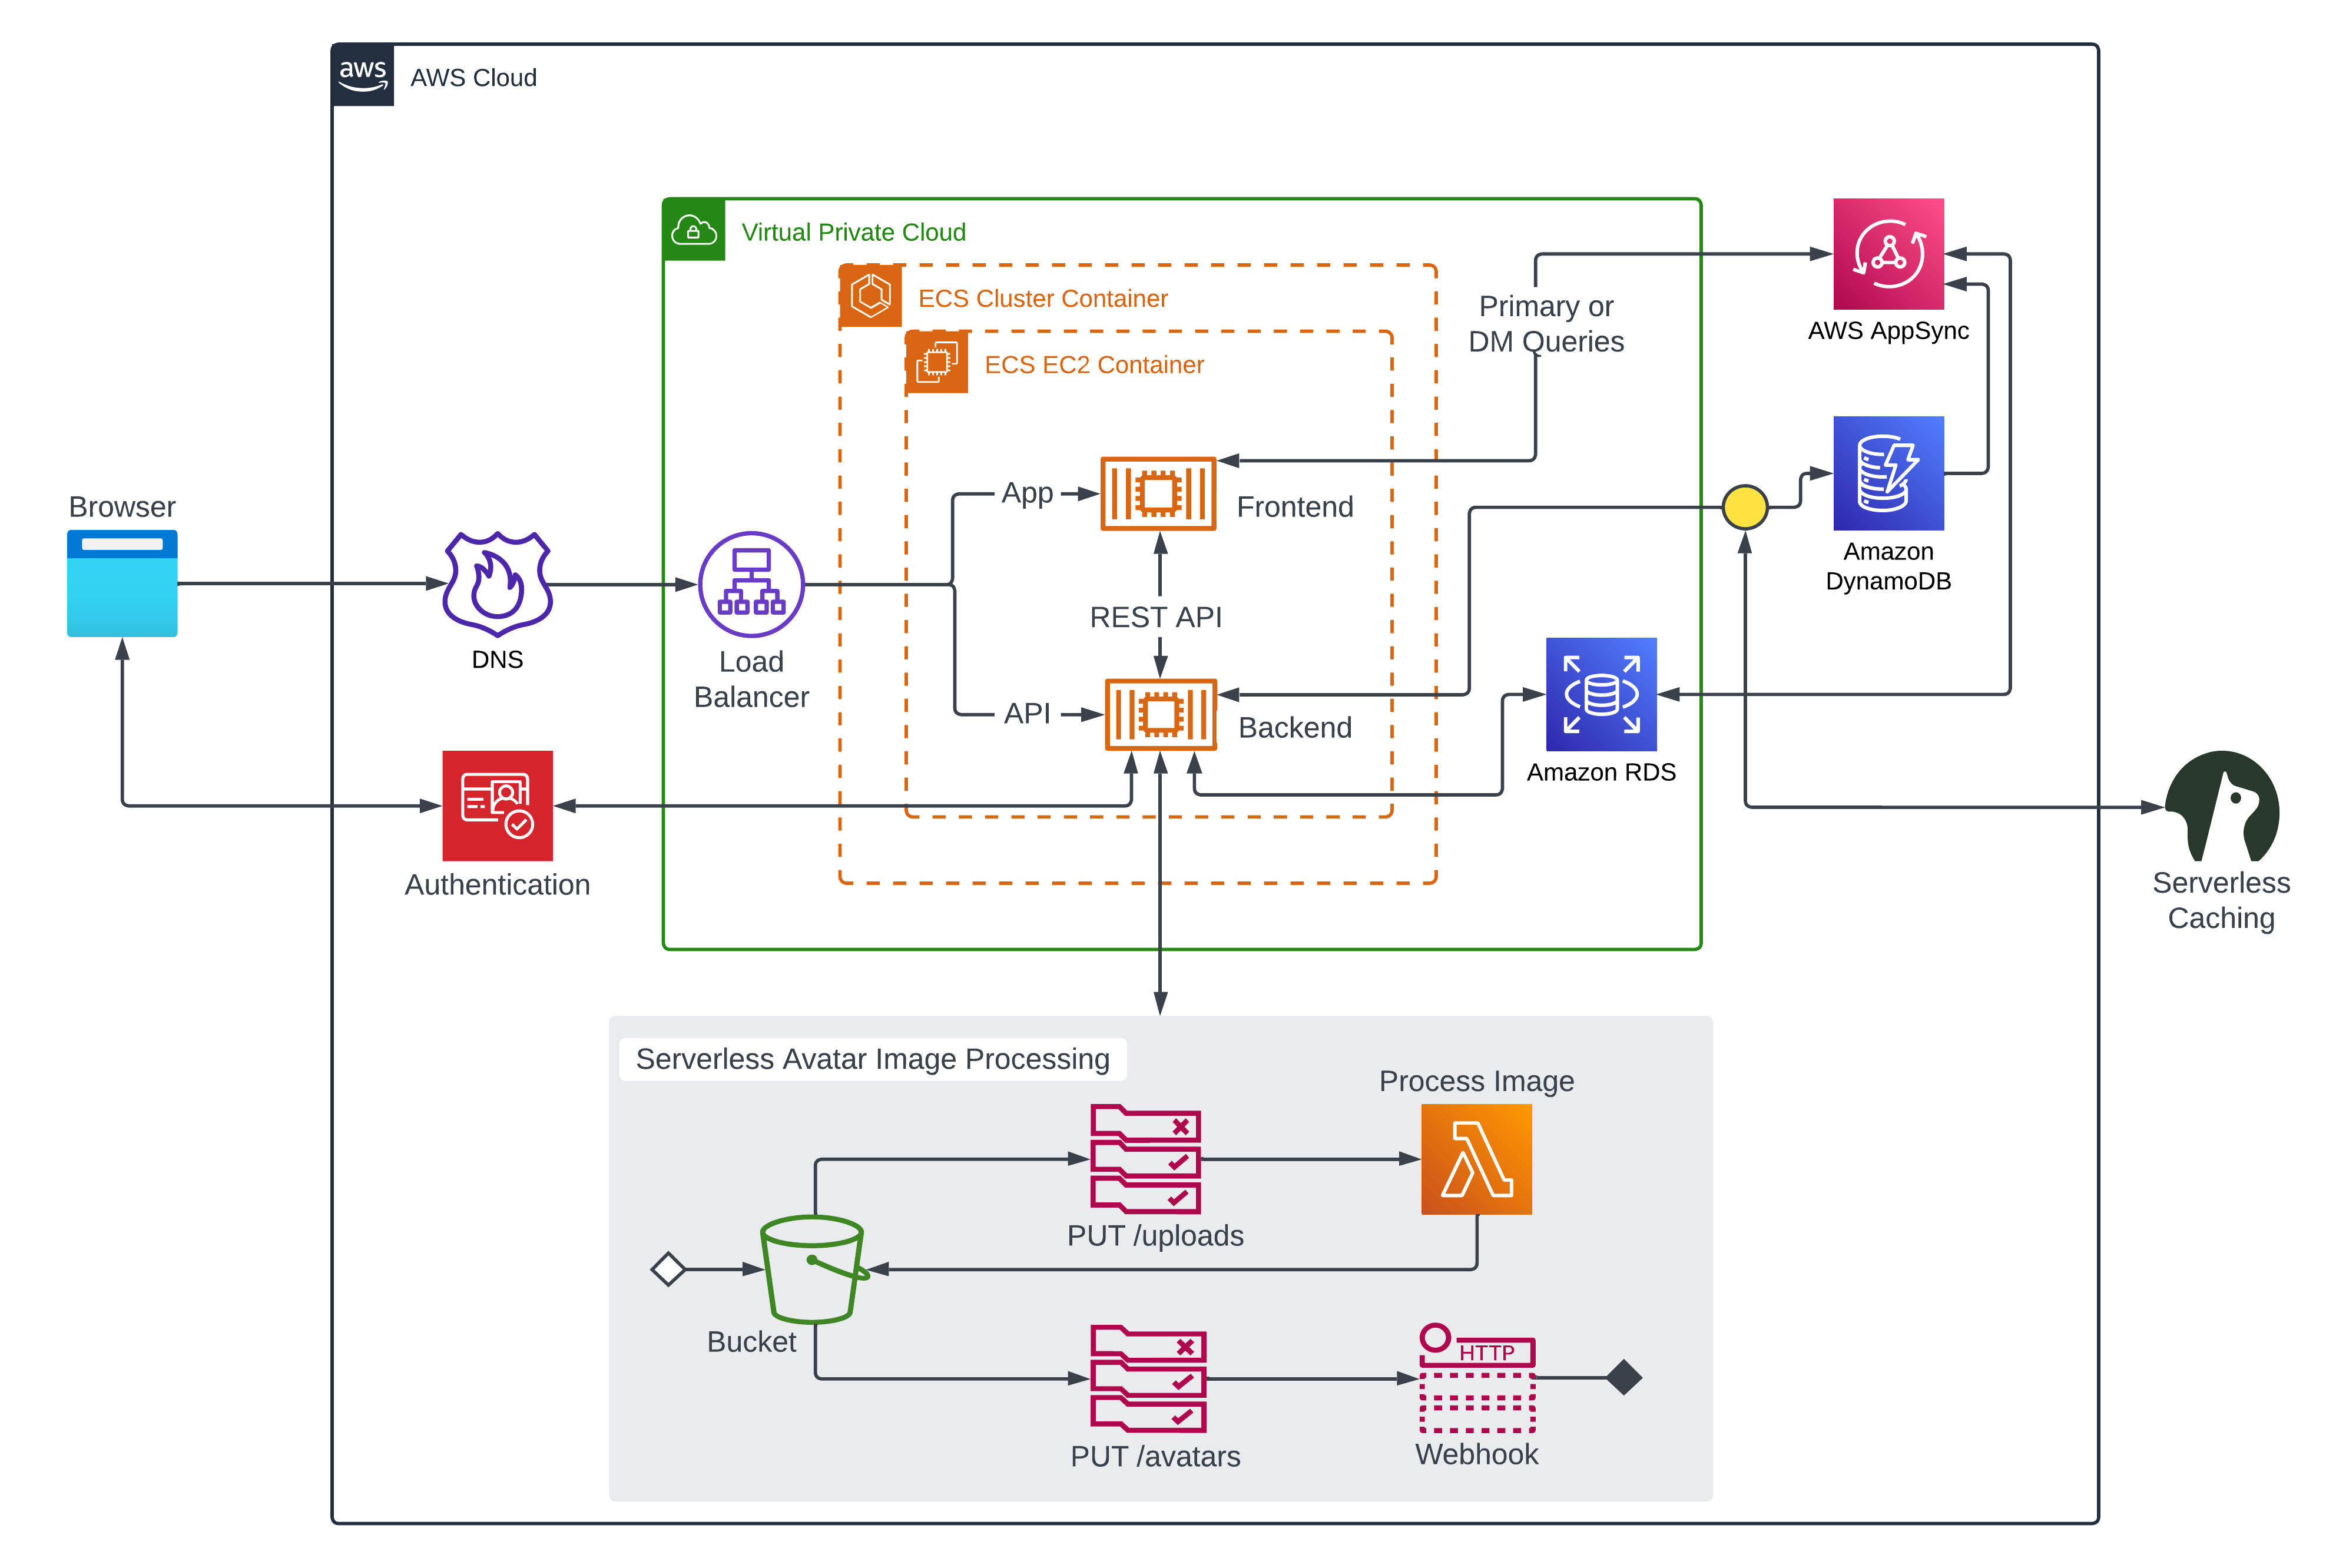 aws
AWS Cloud
Virtual Private Cloud
ECS Cluster Container
ECS EC2 Container
Primary or
DM Queries
AWS AppSync
Browser
App
Frontend
Amazon
DynamoDB
REST API
DNS
Load
Balancer
API
Backend
Amazon RDS
Authentication
Serverless
Caching
Serverless Avatar Image Processing
Process Image
PUT /uploads
Bucket
HTTP
PUT /avatars
Webhook